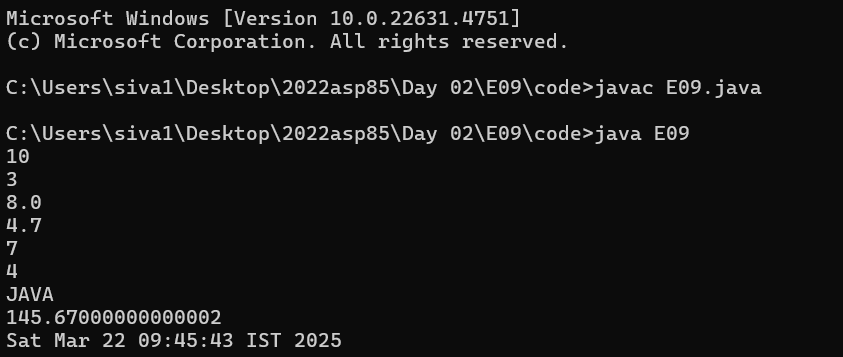 Microsoft Windows [Version 10.0.22631.4751]
(c) Microsoft Corporation. All rights reserved.
C:\Users\siva1\Desktop\2022asp85\Day 02\E09\code>javac E09.java
C:\Users\siva1\Desktop\2022asp85\Day 02\E09\code>java E09
10
3
8.0
4.7
7
4
JAVA
145.67000000000002
Sat Mar 22 09:45:43 IST 2025